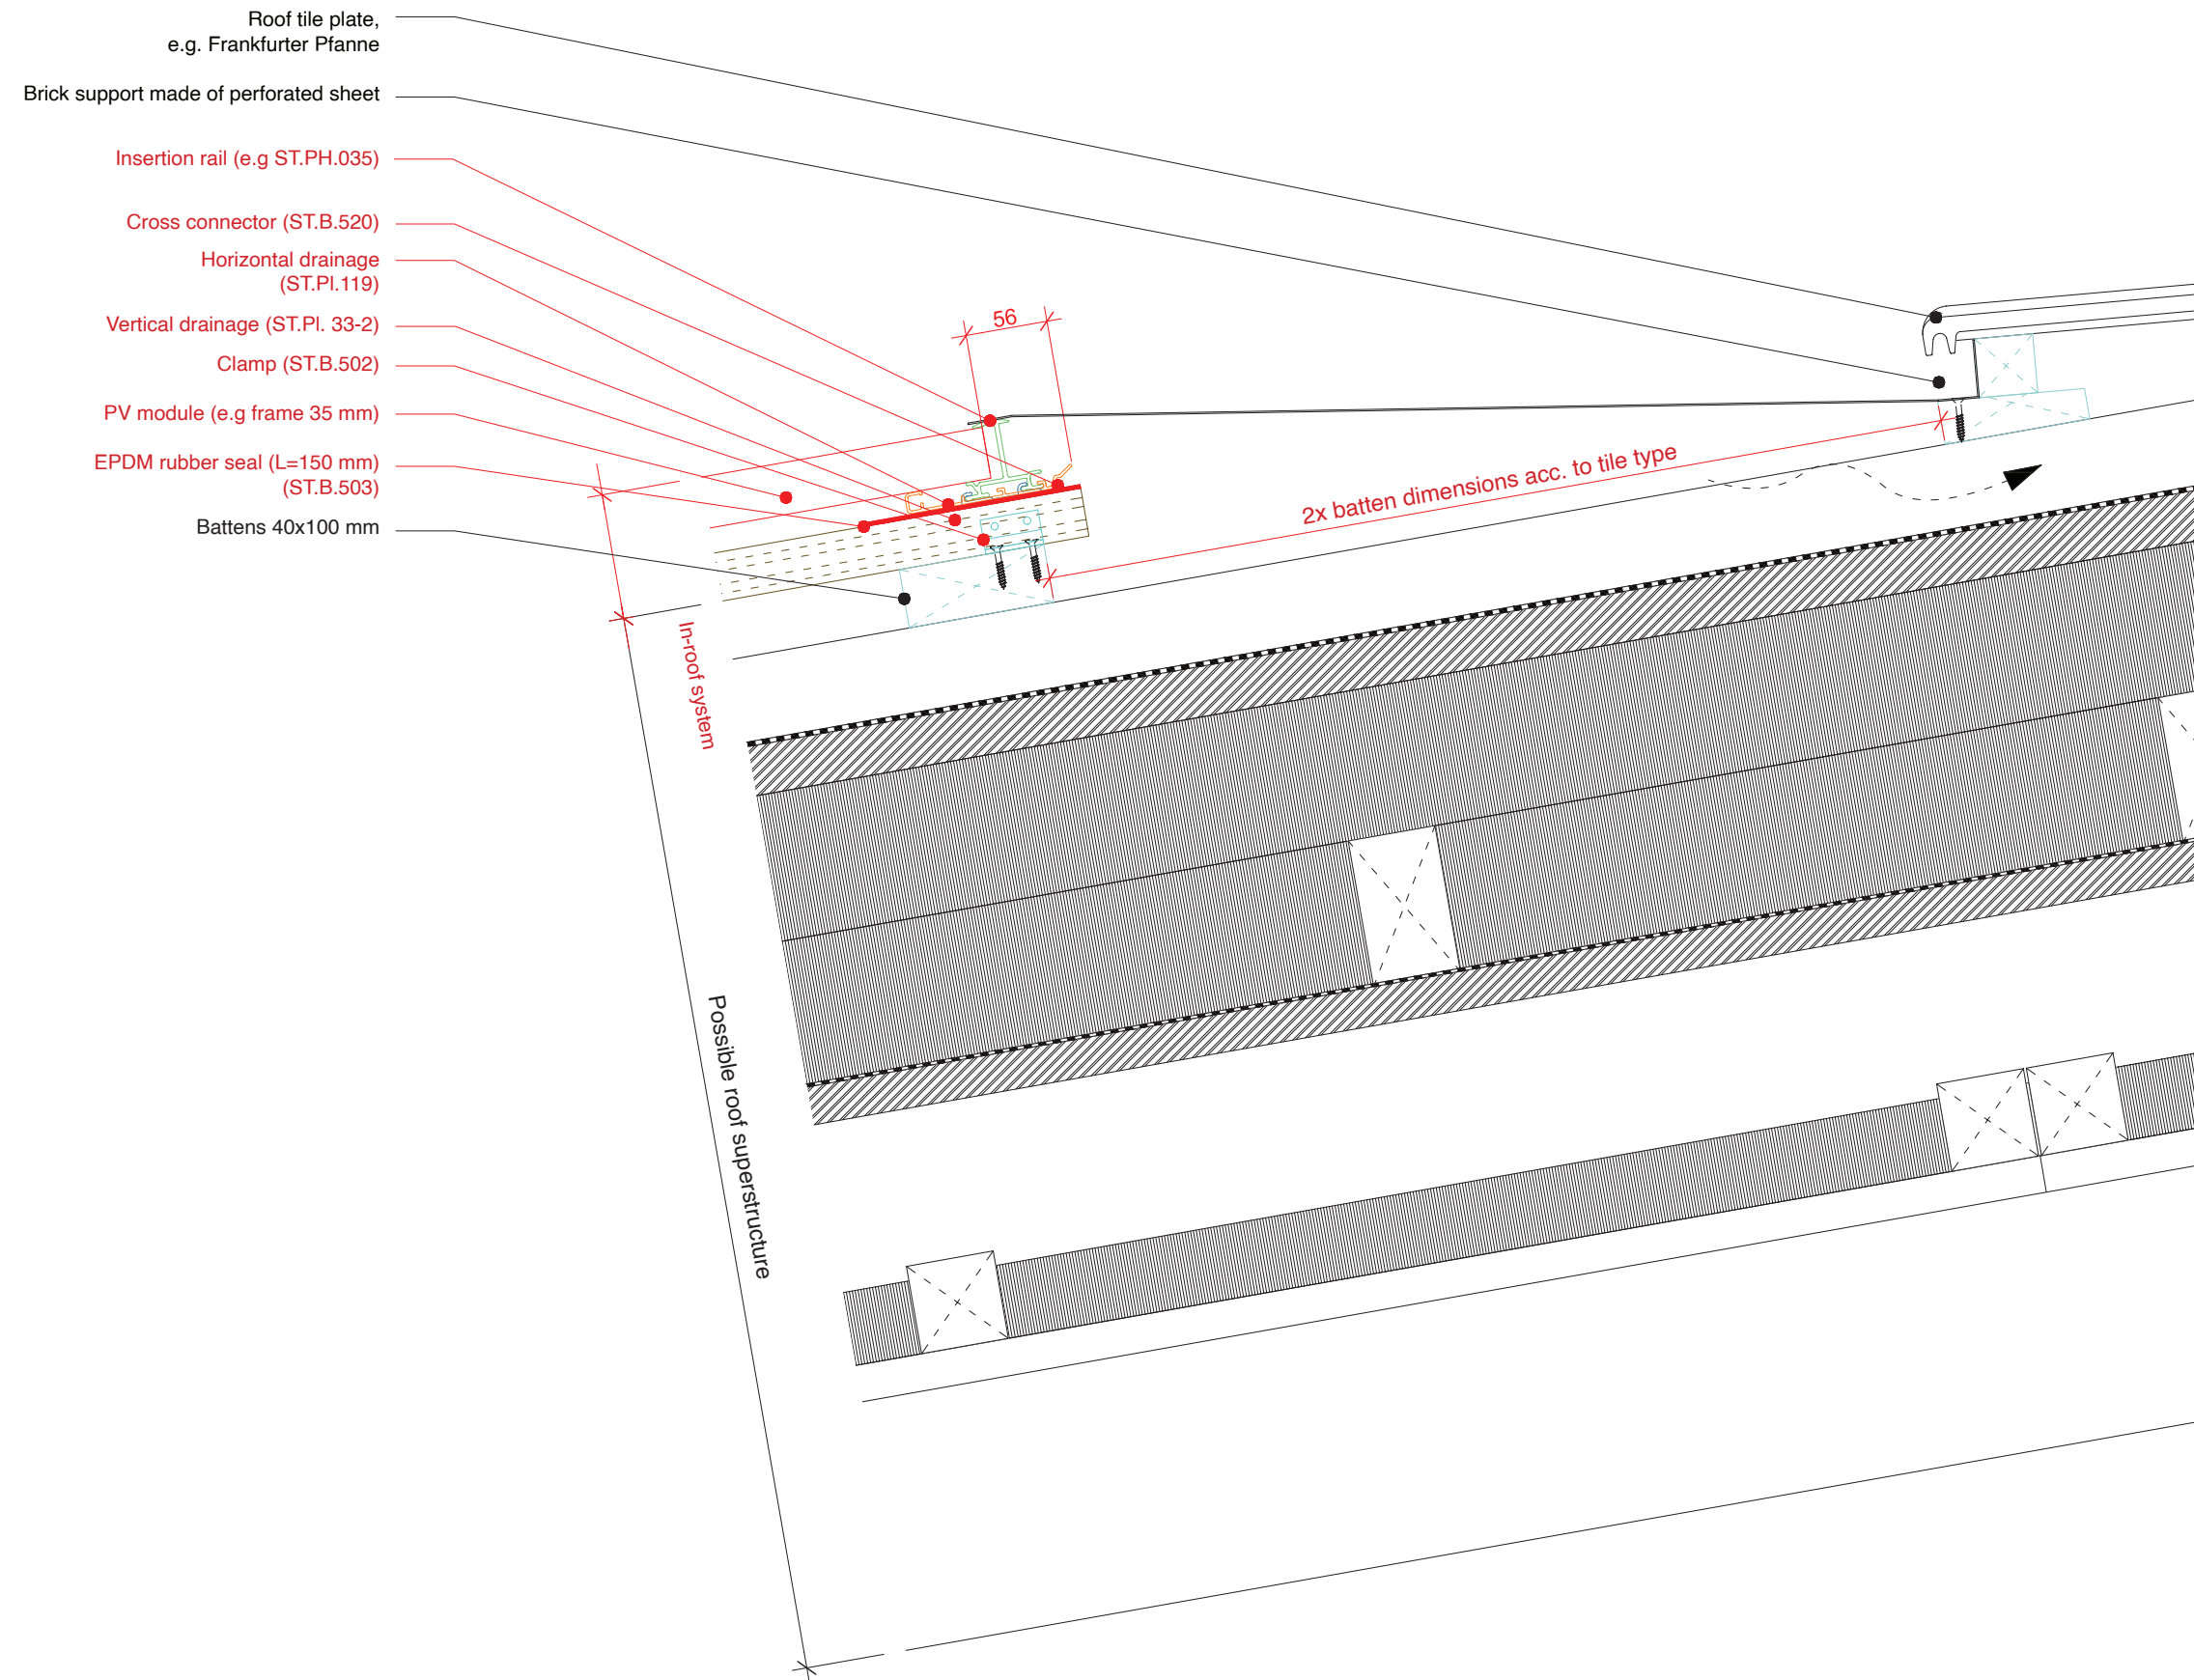 Roof tile plate,
e.g. Frankfurter Pfanne
Brick support made of perforated sheet
Insertion rail (e.g ST.PH.035)
Cross connector (ST.B.520)
Horizontal drainage
(ST.Pl.119)
Vertical drainage (ST.Pl. 33-2)
Clamp (ST.B.502)
PV module (e.g frame 35 mm)
EPDM rubber seal (L=150 mm)
(ST.B.503)
Battens 40x100 mm
56
2x batten dimensions acc. to tile type
In-roof system
Possible roof superstructure